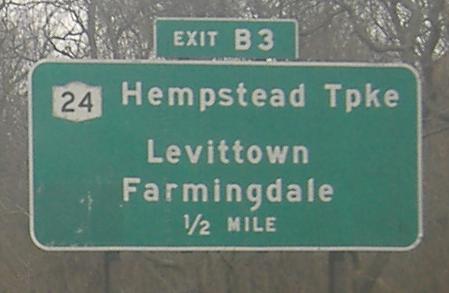 EXIT B3
24 Hempstead Tpke
Levittown
Farmingdale
1/2 MILE